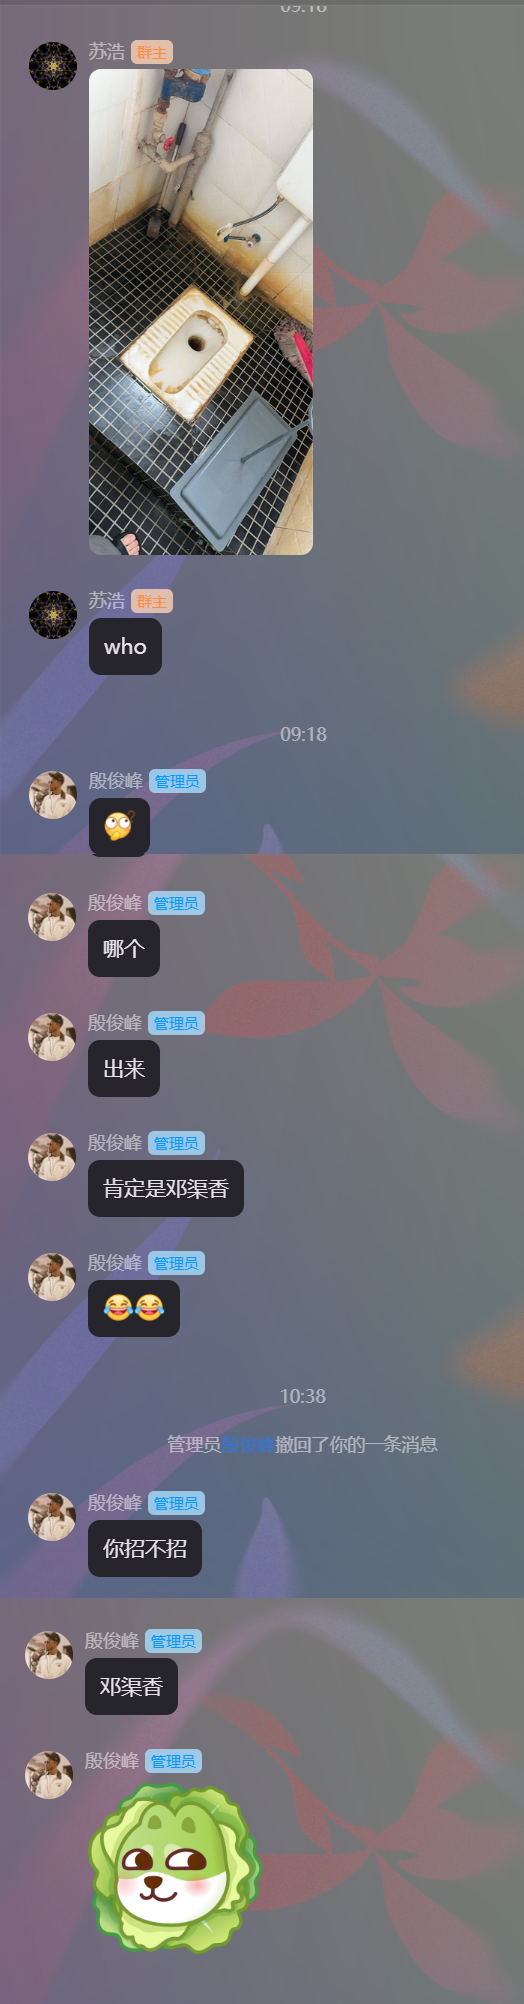 09:18
苏浩 群主
苏浩 群主
who
09:18
殷俊峰 管理员
殷俊峰 管理员
哪个
殷俊峰 管理员
出来
殷俊峰 管理员
肯定是邓渠香
殷俊峰 管理员
10:38
管理员殷俊峰撤回了你的一条消息
殷俊峰 管理员
你招不招
殷俊峰 管理员
邓渠香
殷俊峰 管理员